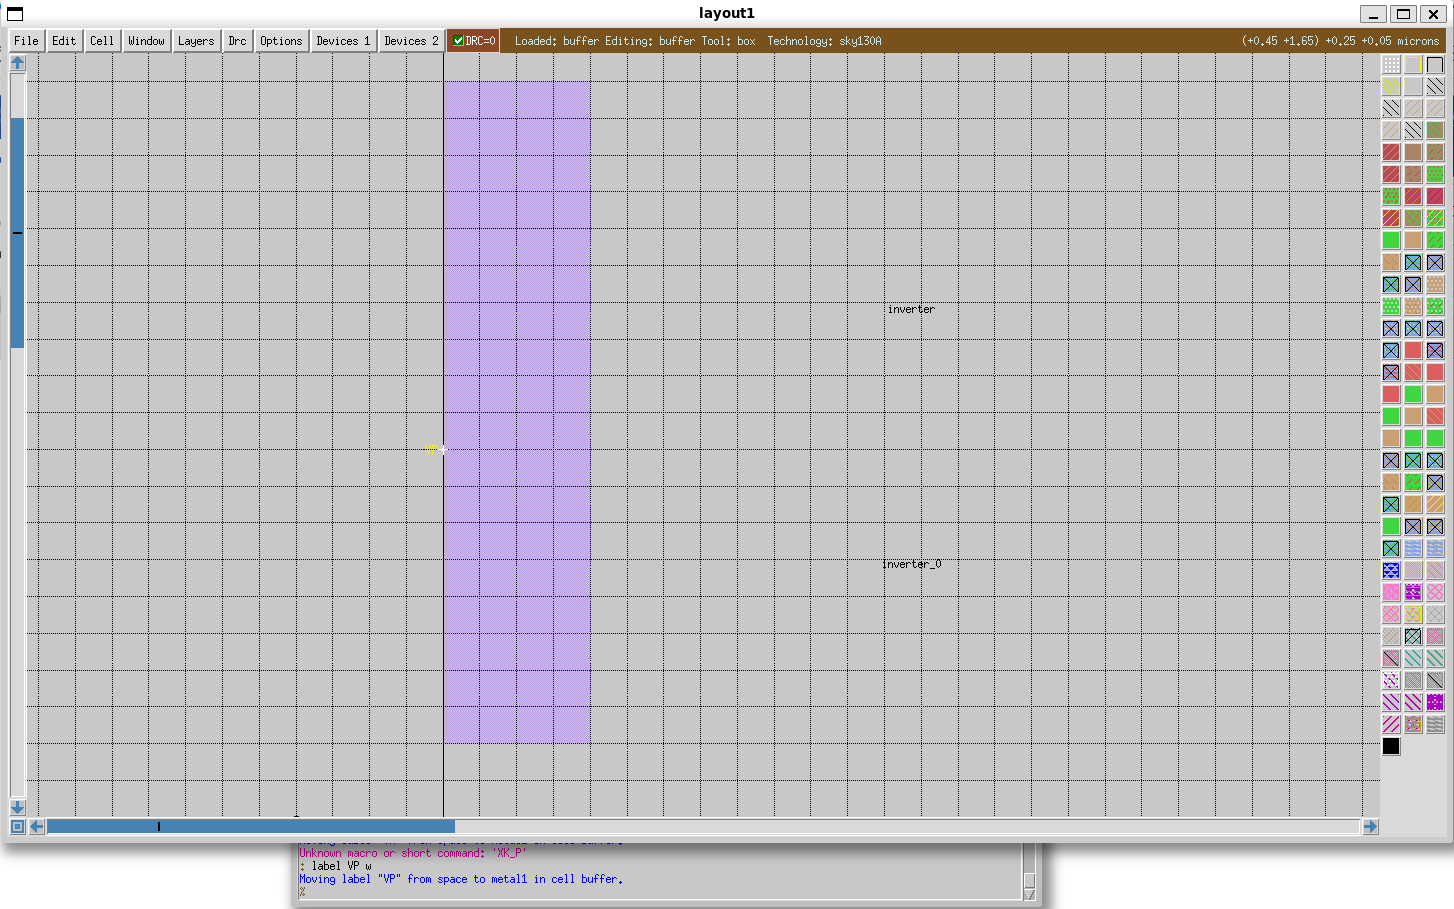 layout1
File Edit Cell Window Layers Drc Options Devices 1 Devices 2 DRC=0 Loaded: buffer Editing: buffer Tool: box Technology: sky130A (+0.45 +1.65) +0.25 +0.05 microns
inverter
inverter_0
Unknown macro or short command: 'XK_P'
: label VP w
Moving label "VP" from space to metal1 in cell buffer.
%